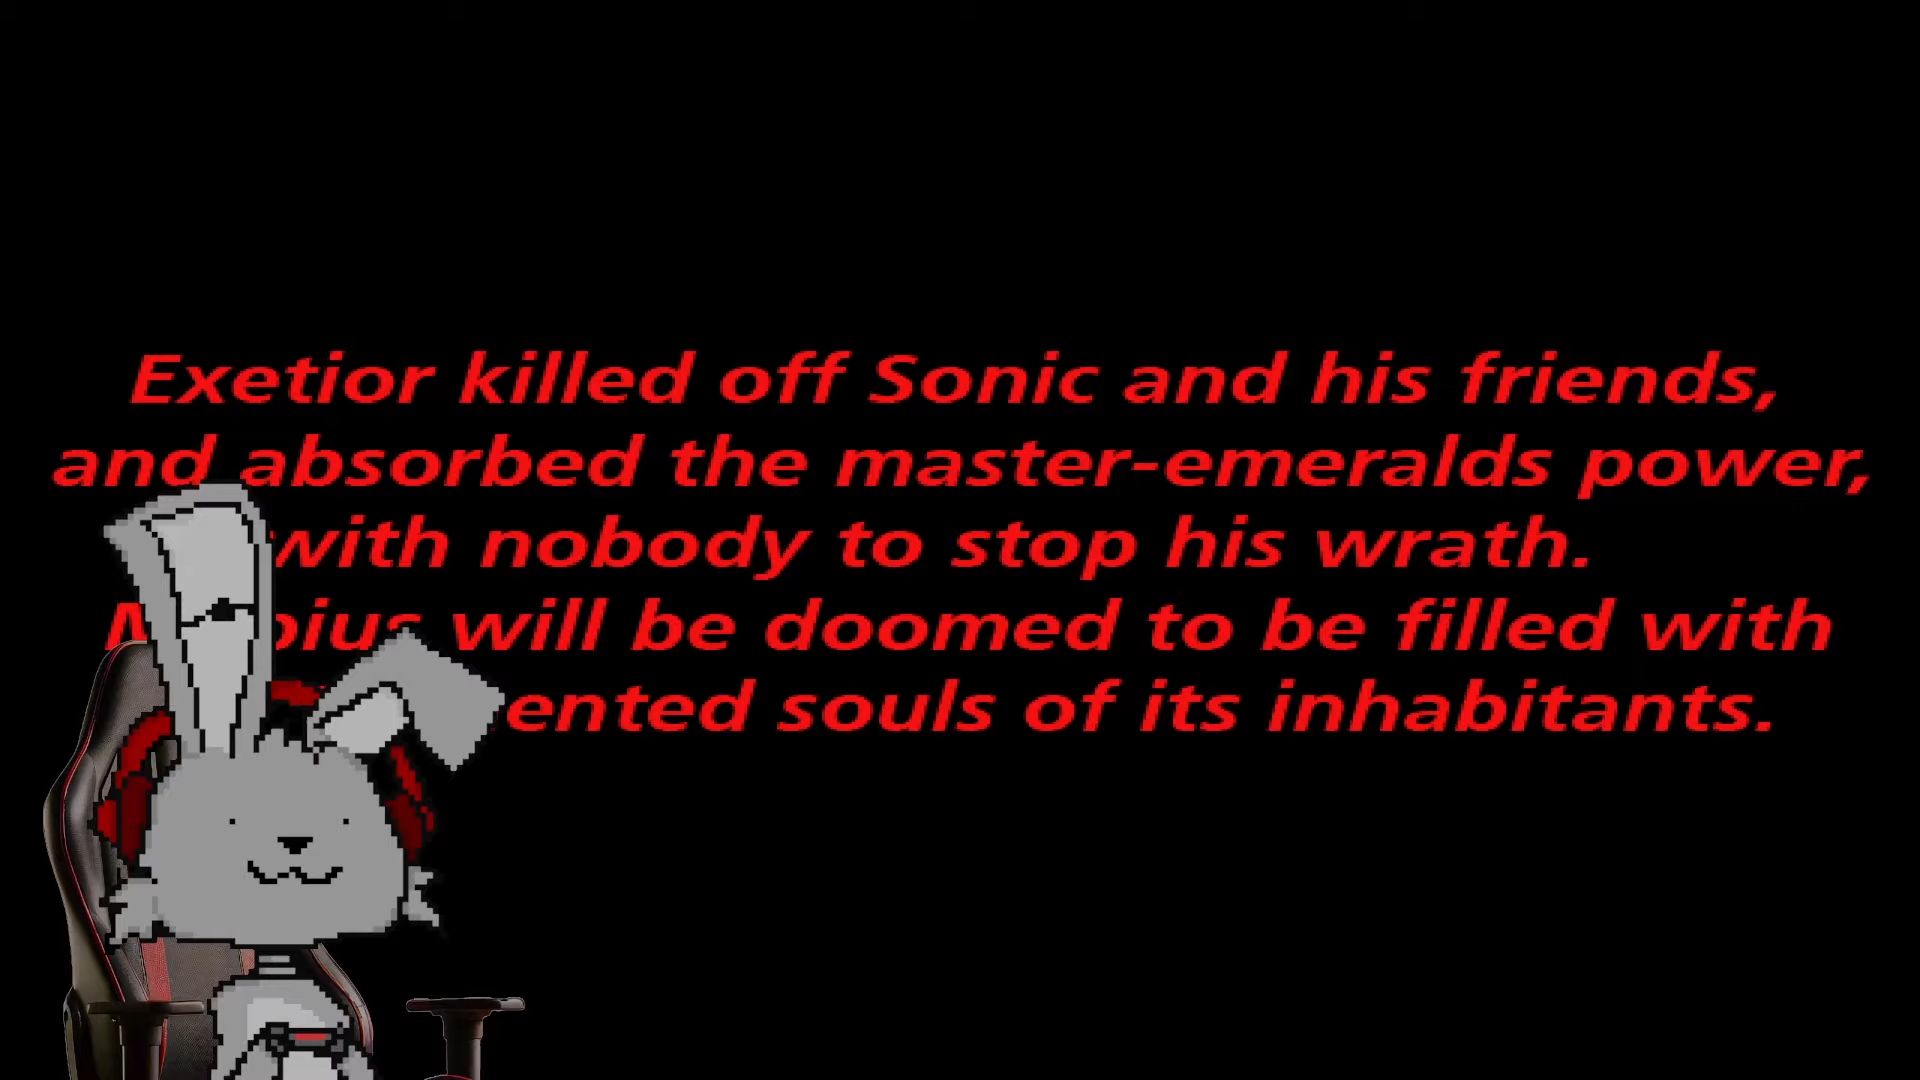 Exetior killed off Sonic and his friends,
and absorbed the master-emeralds power,
with nobody to stop his wrath.
will be doomed to be filled with
souls of its inhabitants.